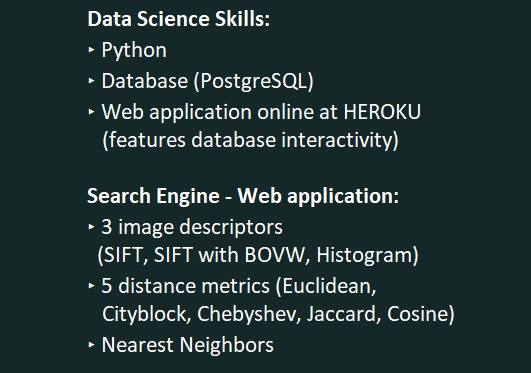 Data Science Skills:
‣ Python
‣ Database (PostgreSQL)
‣ Web application online at HEROKU
(features database interactivity)
Search Engine - Web application:
‣ 3 image descriptors
(SIFT, SIFT with BOVW, Histogram)
‣ 5 distance metrics (Euclidean,
Cityblock, Chebyshev, Jaccard, Cosine)
‣ Nearest Neighbors